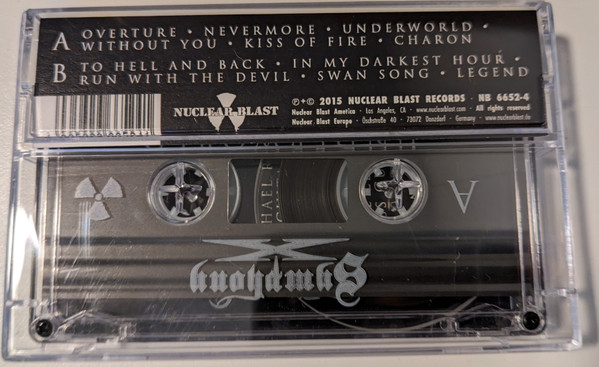 A
OVERTURE • NEVERMORE • UNDERWORLD •
WITHOUT YOU • KISS OF FIRE • CHARON
B
TO HELL AND BACK • IN MY DARKEST HOUR •
RUN WITH THE DEVIL • SWAN SONG • LEGEND
NUCLEAR BLAST
℗+© 2015 NUCLEAR BLAST RECORDS · NB 6652-4
Nuclear Blast America · Los Angeles, CA · www.nuclearblast.com · All rights reserved
Nuclear Blast Europe · Oeschstraße 40 · 73072 Donzdorf · Germany · www.nuclearblast.de
HAEL
A
Symphony X